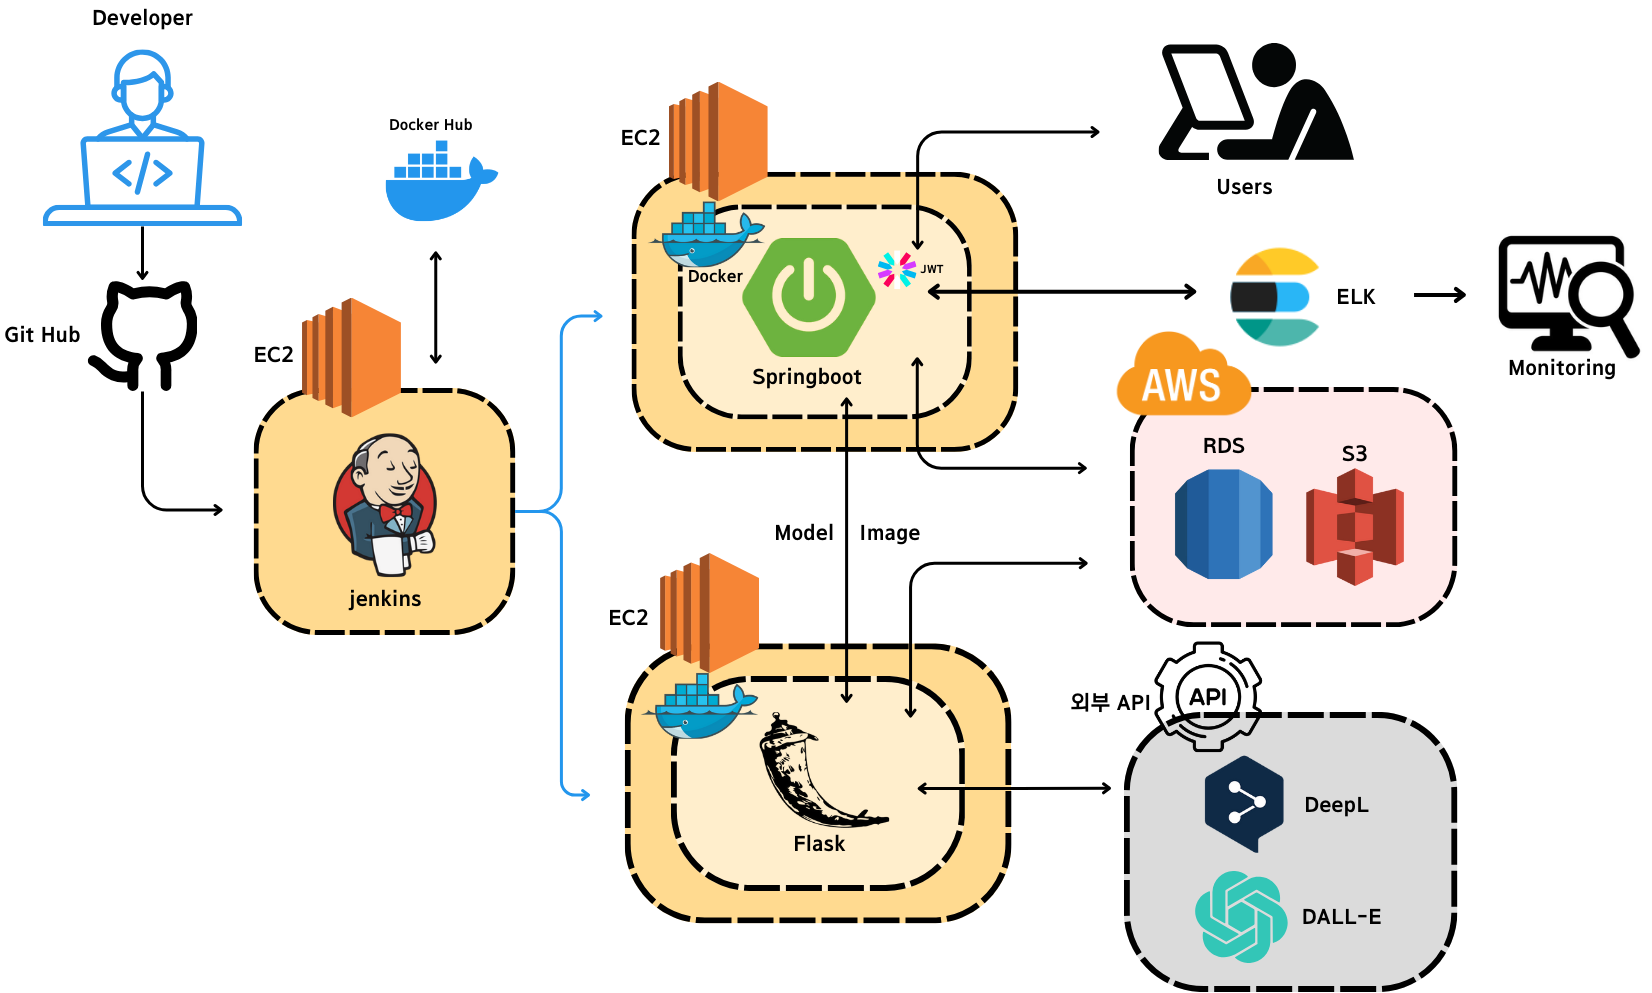 Developer
Docker Hub
Git Hub
EC2
jenkins
EC2
Docker
JWT
Springboot
Users
ELK
Monitoring
AWS
RDS
S3
Model
Image
EC2
Flask
외부 API
API
DeepL
DALL-E